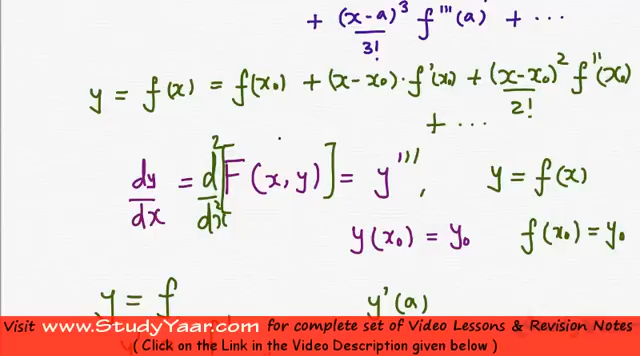 + (x-a)³/3! f'''(a) + ...
y = f(x) = f(x₀) + (x-x₀)·f'(x₀) + (x-x₀)²/2! f''(x₀)
+ ...
dy/dx = d²/dx² [F(x,y)] = y''', y = f(x)
y(x₀) = y₀ f(x₀) = y₀
y = f y'(a)
Visit www.StudyYaar.com for complete set of Video Lessons & Revision Notes
( Click on the Link in the Video Description given below )